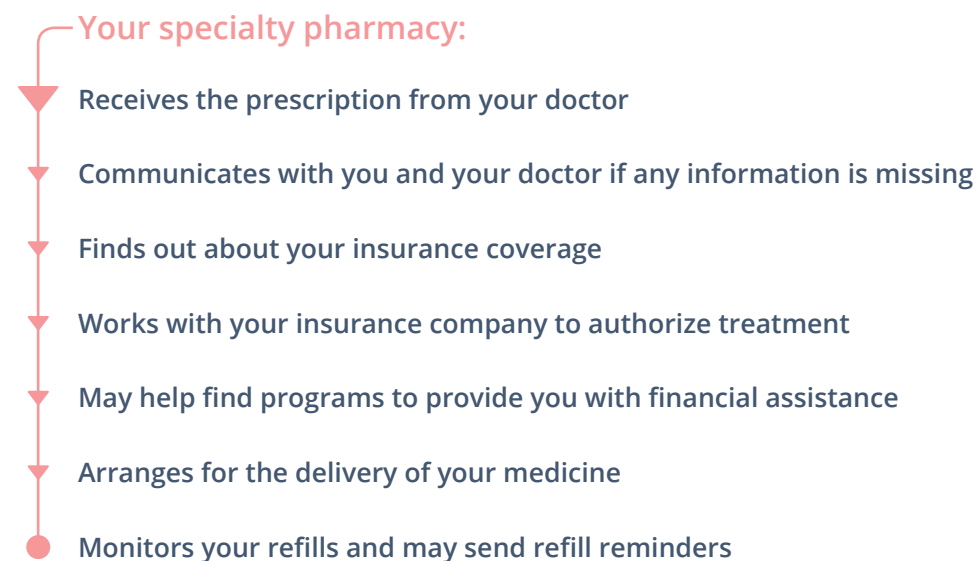 Your specialty pharmacy:
Receives the prescription from your doctor
Communicates with you and your doctor if any information is missing
Finds out about your insurance coverage
Works with your insurance company to authorize treatment
May help find programs to provide you with financial assistance
Arranges for the delivery of your medicine
Monitors your refills and may send refill reminders